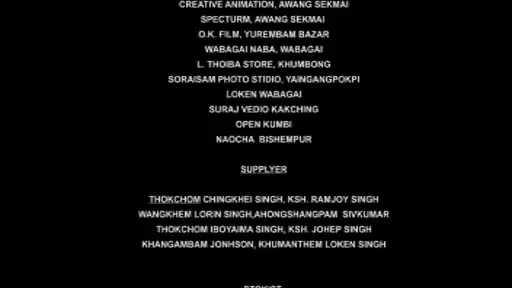 CREATIVE ANIMATION, AWANG SEKMAI
SPECTURM, AWANG SEKMAI
O.K. FILM, YUREMBAM BAZAR
WABAGAI NABA, WABAGAI
L. THOIBA STORE, KHUMBONG
SORAISAM PHOTO STIDIO, YAINGANGPOKPI
LOKEN WABAGAI
SURAJ VEDIO KAKCHING
OPEN KUMBI
NAOCHA BISHEMPUR
SUPPLYER
THOKCHOM CHINGKHEI SINGH, KSH. RAMJOY SINGH
WANGKHEM LORIN SINGH,AHONGSHANGPAM SIVKUMAR
THOKCHOM IBOYAIMA SINGH, KSH. JOHEP SINGH
KHANGAMBAM JONHSON, KHUMANTHEM LOKEN SINGH